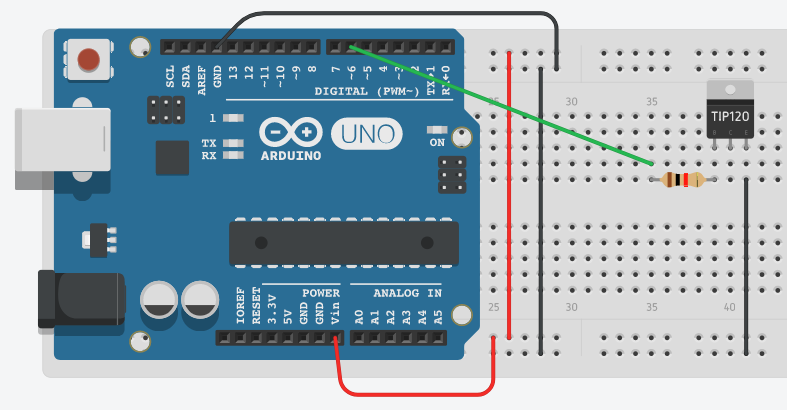 SCL
SDA
AREF
GND
13
12
~11
~10
~9
8
7
~6
~5
4
~3
2
TX→1
RX←0
DIGITAL (PWM~)
1
TX
RX
UNO
ARDUINO
ON
IOREF
RESET
3.3V
5V
GND
GND
Vin
POWER
ANALOG IN
A0
A1
A2
A3
A4
A5
25
30
35
TIP120
B C E
25
30
35
40